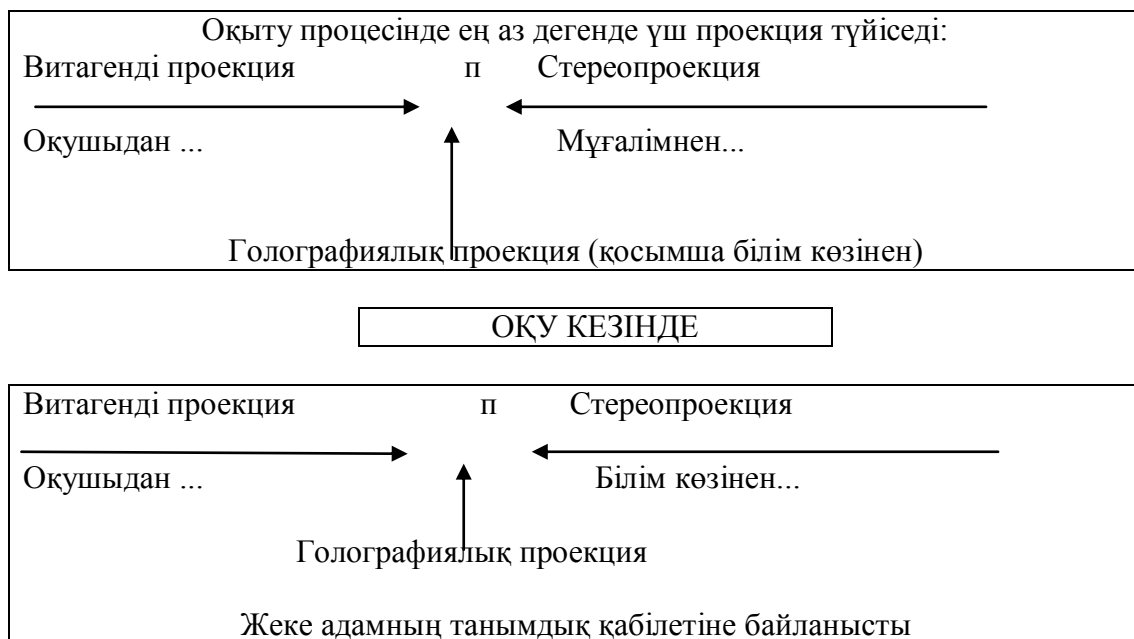 Оқыту процесінде ең аз дегенде үш проекция түйіседі:
Витагенді проекция п Стереопроекция
Оқушыдан ... Мұғалімнен...
Голографиялық проекция (қосымша білім көзінен)
ОҚУ КЕЗІНДЕ
Витагенді проекция п Стереопроекция
Оқушыдан ... Білім көзінен...
Голографиялық проекция
Жеке адамның танымдық қабілетіне байланысты